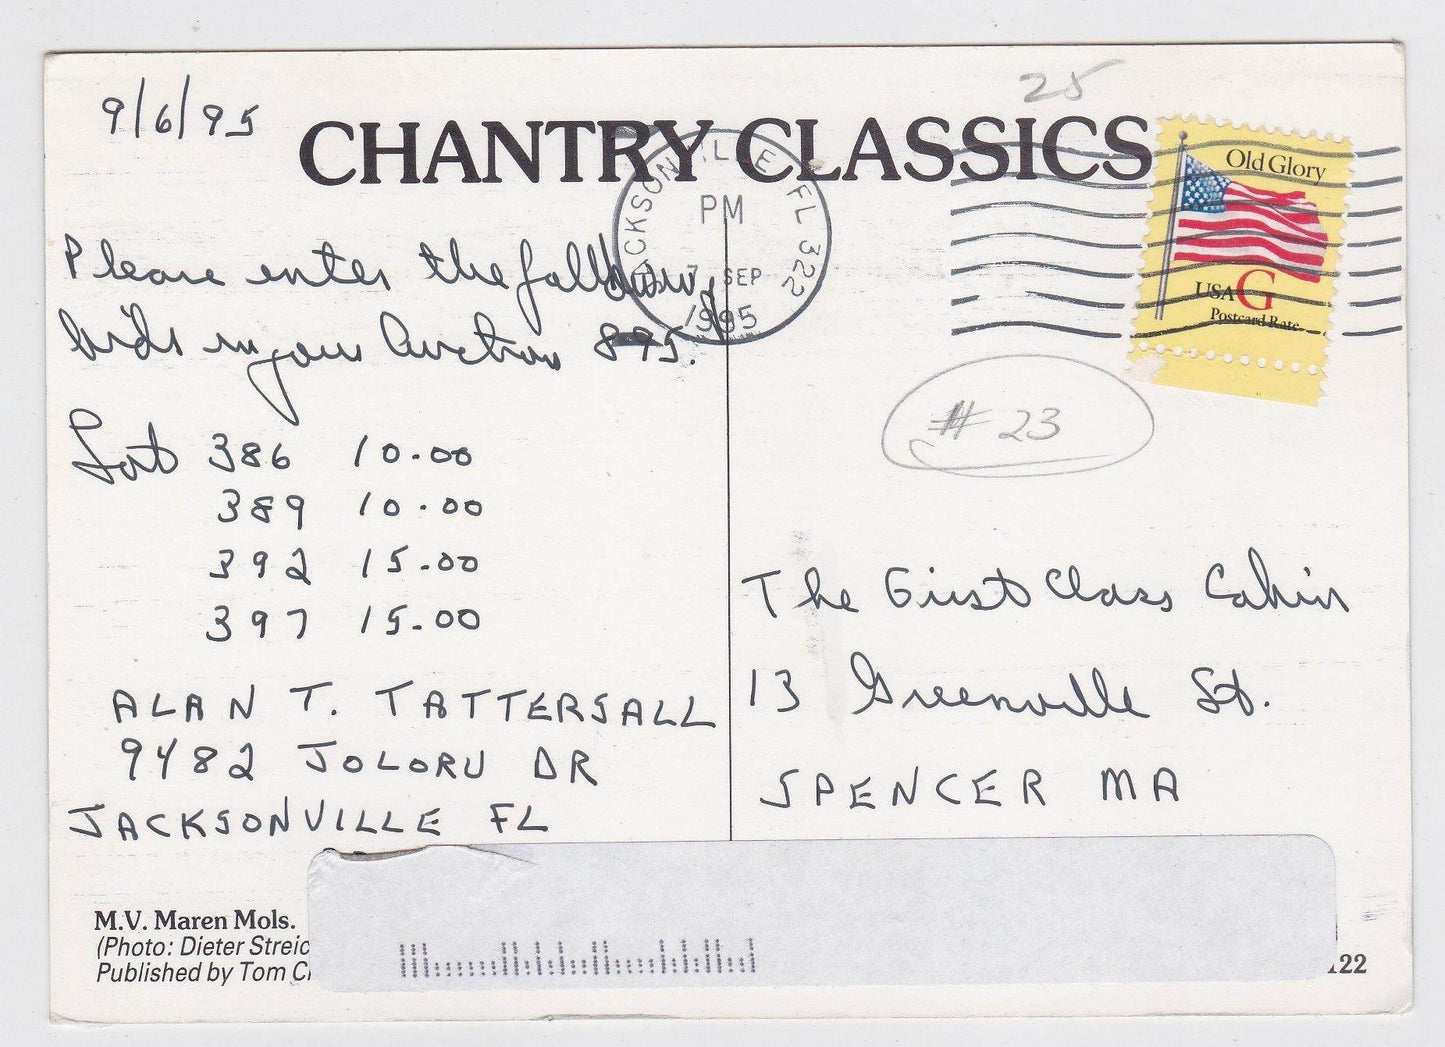 9/6/95
25
CHANTRY CLASSICS
JACKSONVILLE FL 322
PM
7 SEP
1995
Old Glory
USA G
Postcard Rate
Please enter the following
bids in your Auction 895.
Lot 386 10.00
389 10.00
392 15.00
397 15.00
ALAN T. TATTERSALL
9482 JOLORU DR
JACKSONVILLE FL
# 23
The First Class Cabin
13 Greenville St.
SPENCER MA
M.V. Maren Mols.
(Photo: Dieter Streic
Published by Tom C
122